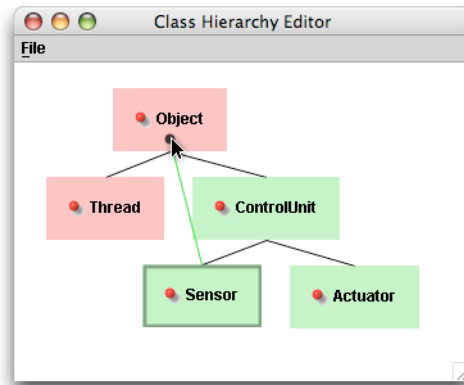 Class Hierarchy Editor
File
Object
Thread
ControlUnit
Sensor
Actuator